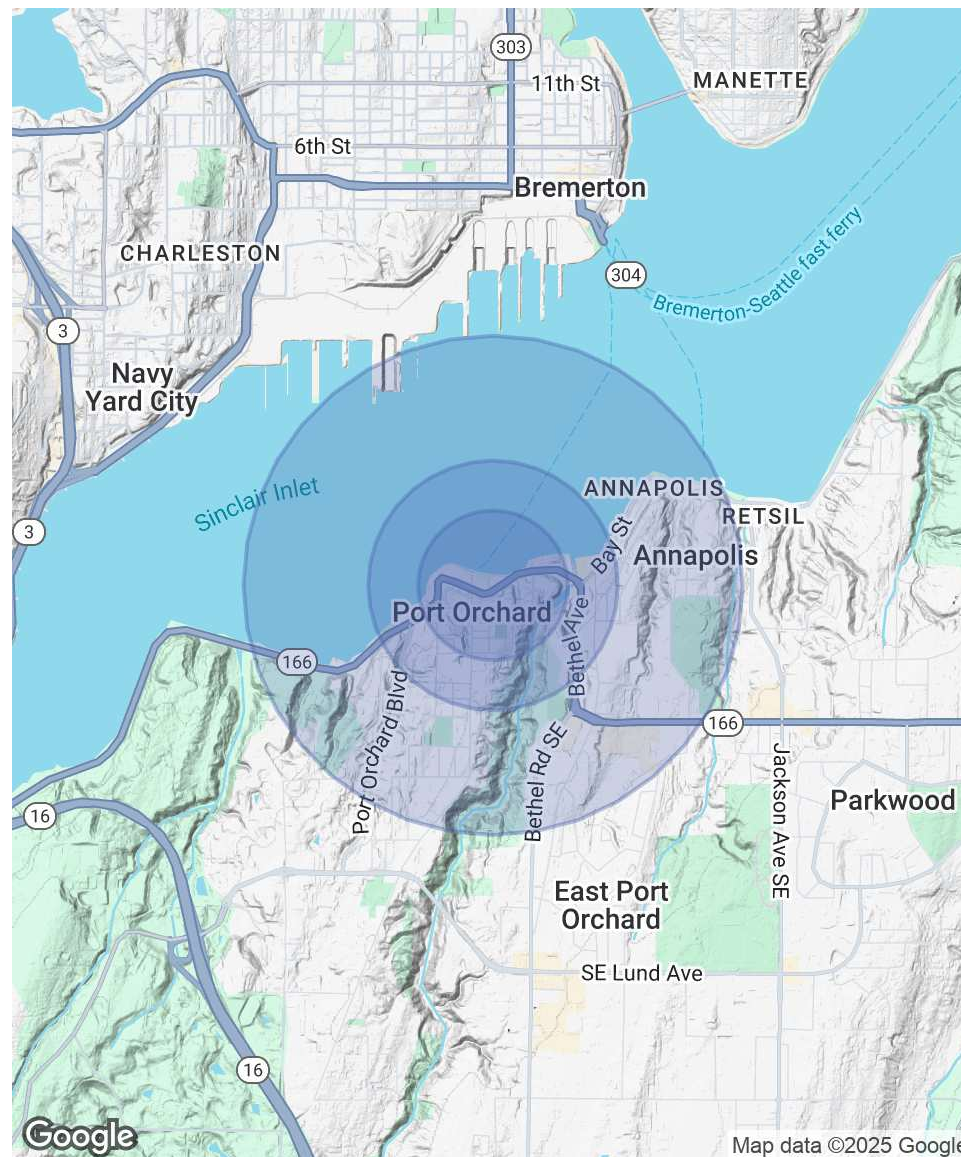 303
11th St
MANETTE
6th St
Bremerton
CHARLESTON
304
Bremerton-Seattle fast ferry
3
Navy
Yard City
Sinclair Inlet
ANNAPOLIS
RETSIL
3
Bay St
Annapolis
Port Orchard
Bethel Ave
166
Port Orchard Blvd
166
Bethel Rd SE
Jackson Ave SE
Parkwood
16
East Port
Orchard
SE Lund Ave
16
Google
Map data ©2025 Google